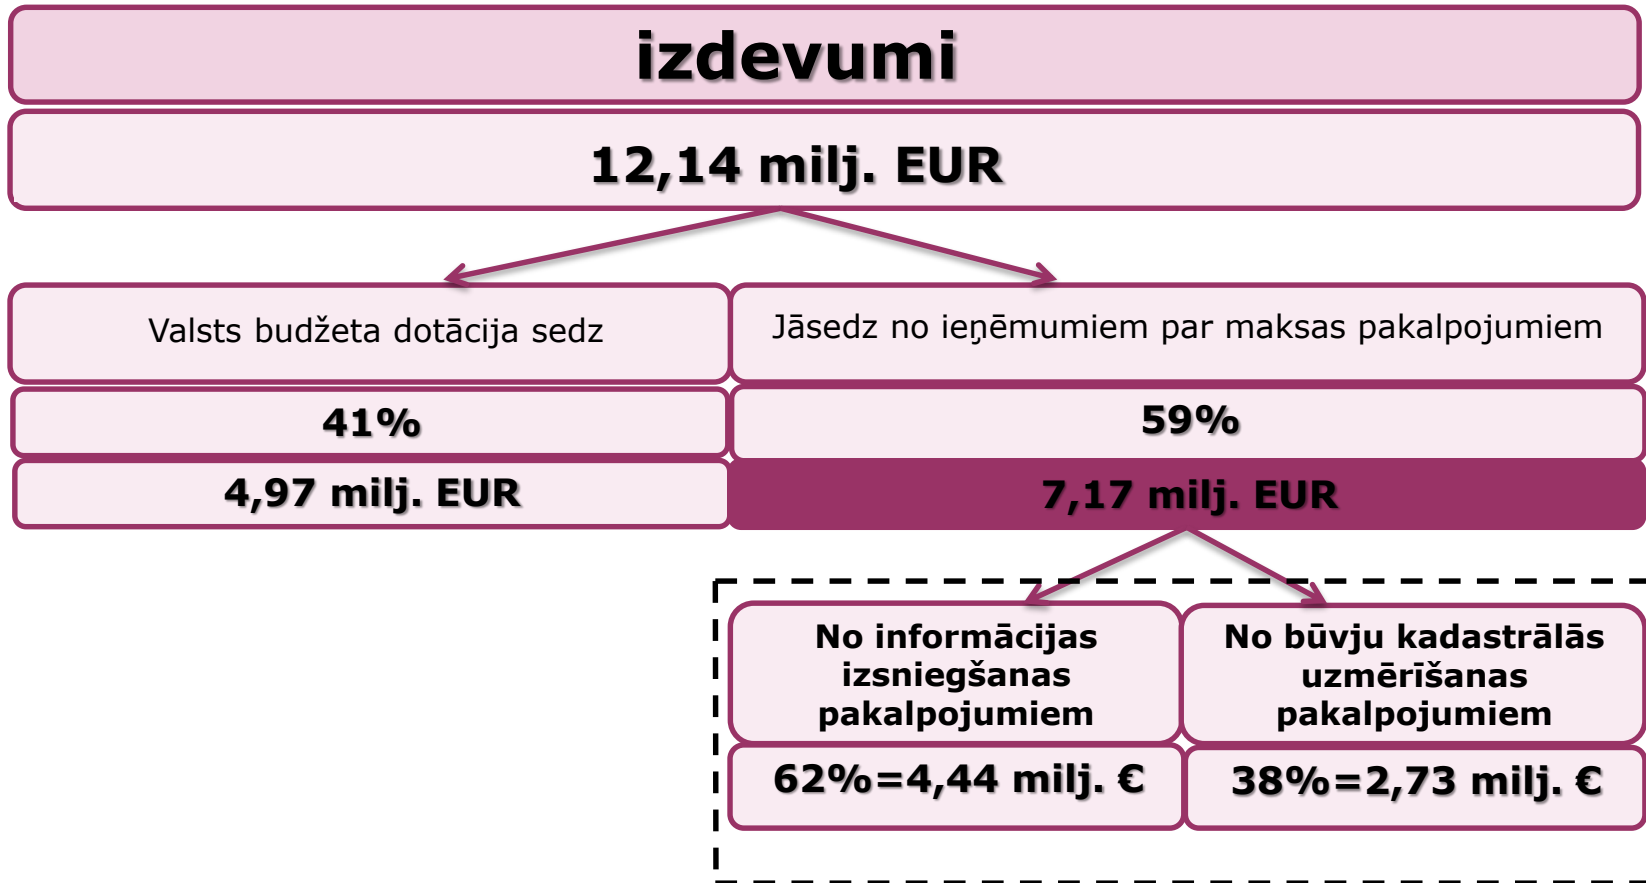 izdevumi
12,14 milj. EUR
Valsts budžeta dotācija sedz
Jāsedz no ieņēmumiem par maksas pakalpojumiem
41%
59%
4,97 milj. EUR
7,17 milj. EUR
No informācijas
izsniegšanas
pakalpojumiem
No būvju kadastrālās
uzmērīšanas
pakalpojumiem
62%=4,44 milj. €
38%=2,73 milj. €